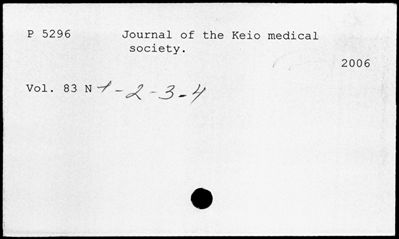 P 5296 Journal of the Keio medical
society.
2006
Vol. 83 N 1-2-3-4